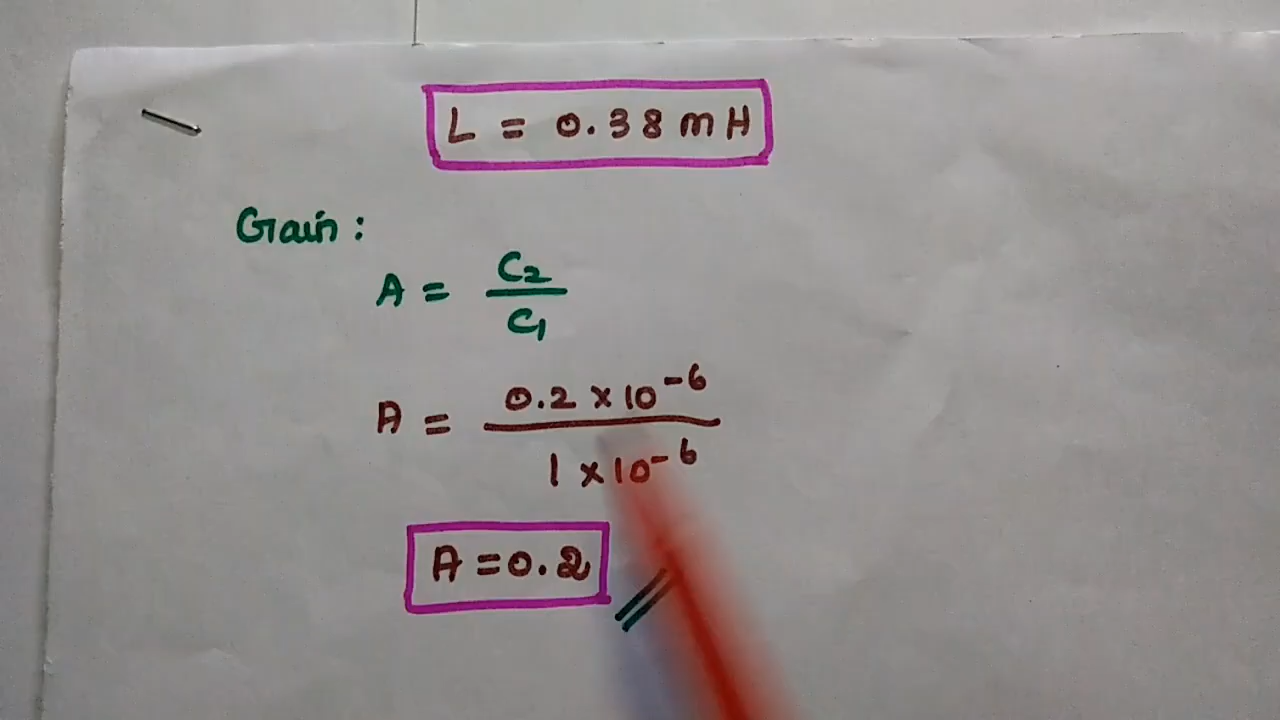 L = 0.38 mH
Gain :
A = C₂ / C₁
A = 0.2 × 10⁻⁶ / 1 × 10⁻⁶
A = 0.2